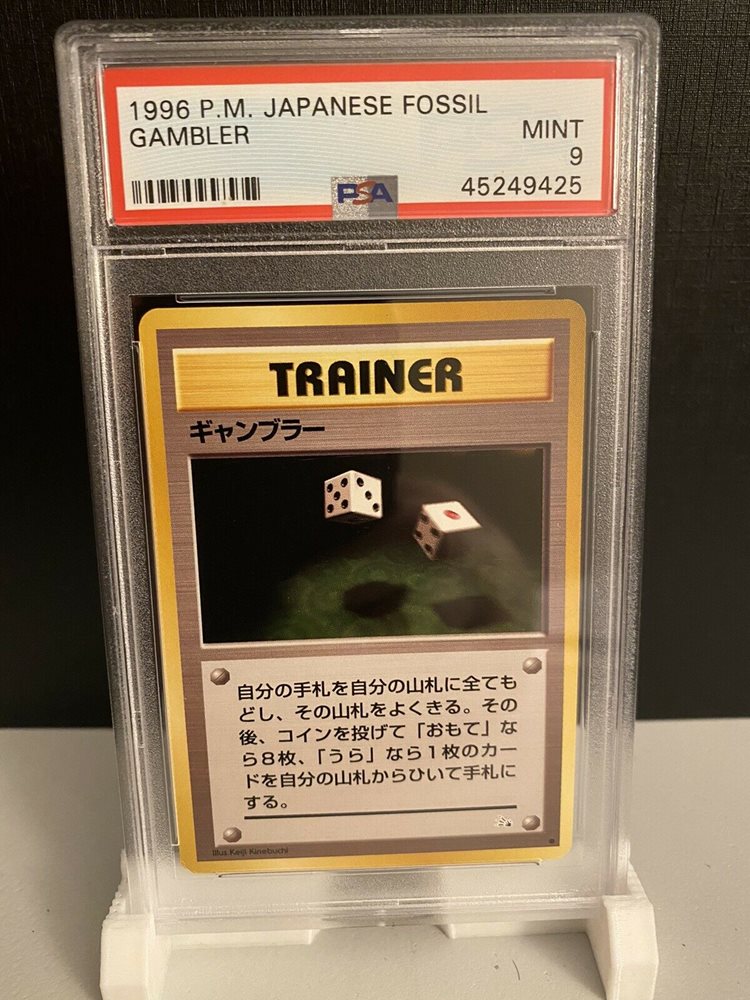 1996 P.M. JAPANESE FOSSIL
GAMBLER
MINT
9
PSA
45249425
TRAINER
ギャンブラー
自分の手札を自分の山札に全ても
どし、その山札をよくきる。その
後、コインを投げて「おもて」な
ら8枚、「うら」なら1枚のカー
ドを自分の山札からひいて手札に
する。
Illus. Keiji Kinebuchi